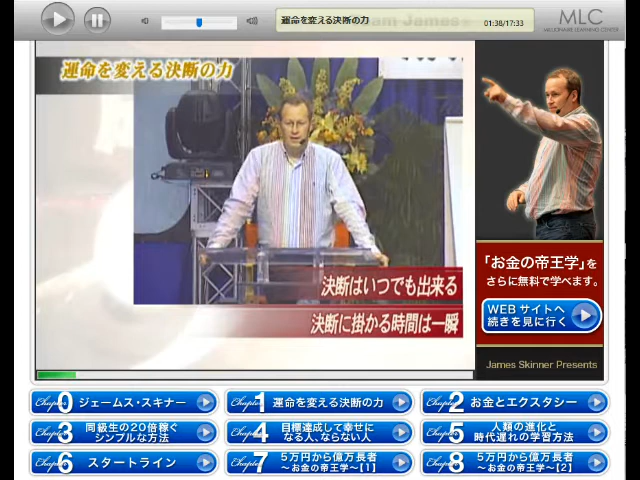 運命を変える決断の力
01:38/17:33
MLC
MILLIONAIRE LEARNING CENTER
運命を変える決断の力
決断はいつでも出来る
決断に掛かる時間は一瞬
「お金の帝王学」を
さらに無料で学べます。
WEBサイトへ
続きを見に行く
James Skinner Presents
Chapter 0 ジェームス・スキナー
Chapter 1 運命を変える決断の力
Chapter 2 お金とエクスタシー
Chapter 3 同級生の20倍稼ぐ
シンプルな方法
Chapter 4 目標達成して幸せに
なる人、ならない人
Chapter 5 人類の進化と
時代遅れの学習方法
Chapter 6 スタートライン
Chapter 7 5万円から億万長者
～お金の帝王学～【1】
Chapter 8 5万円から億万長者
～お金の帝王学～【2】